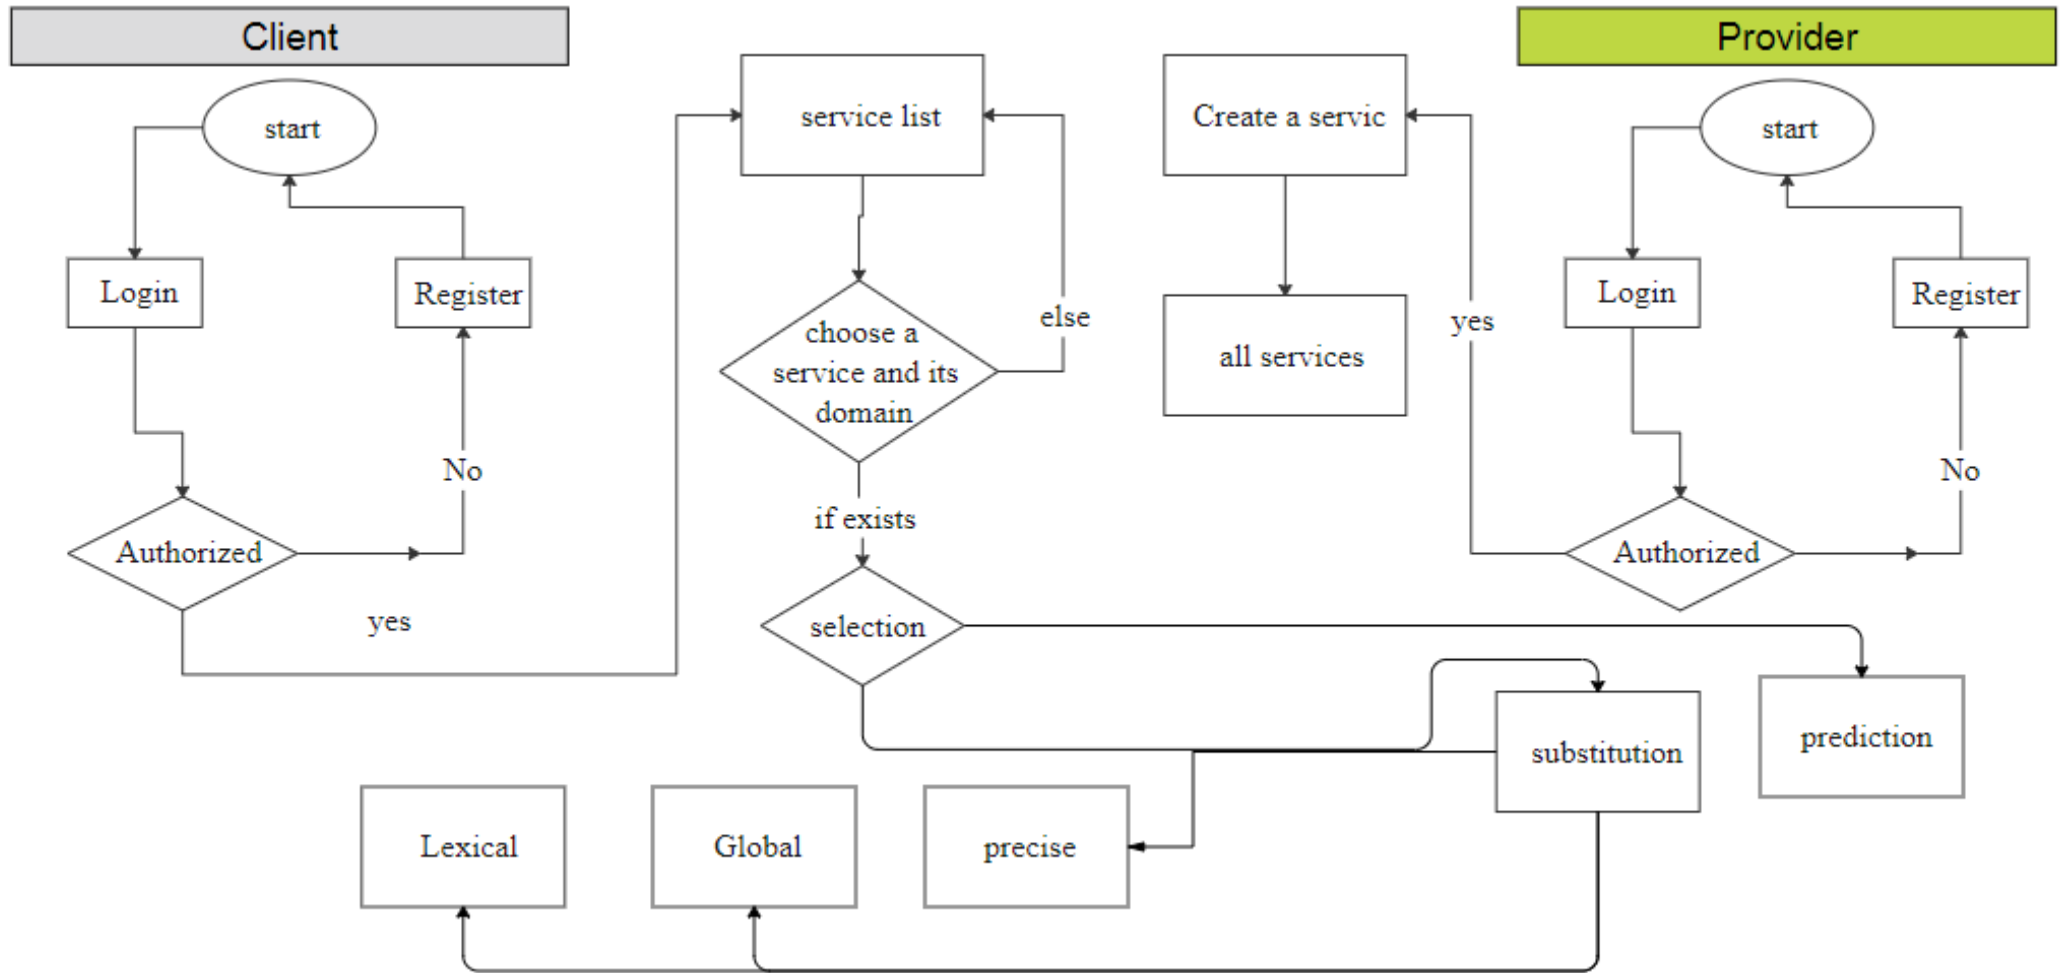 Client
Provider
start
service list
Create a servic
start
Login
Register
else
yes
Login
Register
choose a
service and its
domain
all services
No
No
if exists
Authorized
Authorized
yes
selection
substitution
prediction
Lexical
Global
precise